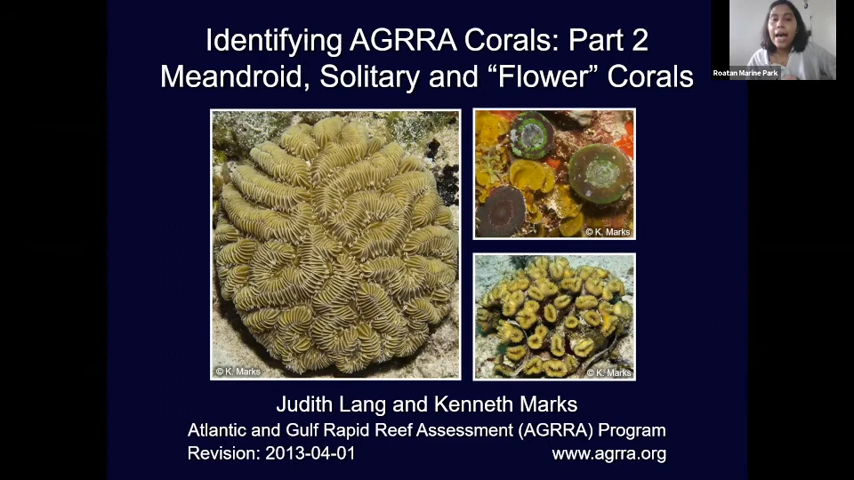 Identifying AGRRA Corals: Part 2
Meandroid, Solitary and “Flower” Corals
Roatan Marine Park
© K. Marks
© K. Marks
© K. Marks
Judith Lang and Kenneth Marks
Atlantic and Gulf Rapid Reef Assessment (AGRRA) Program
Revision: 2013-04-01
www.agrra.org